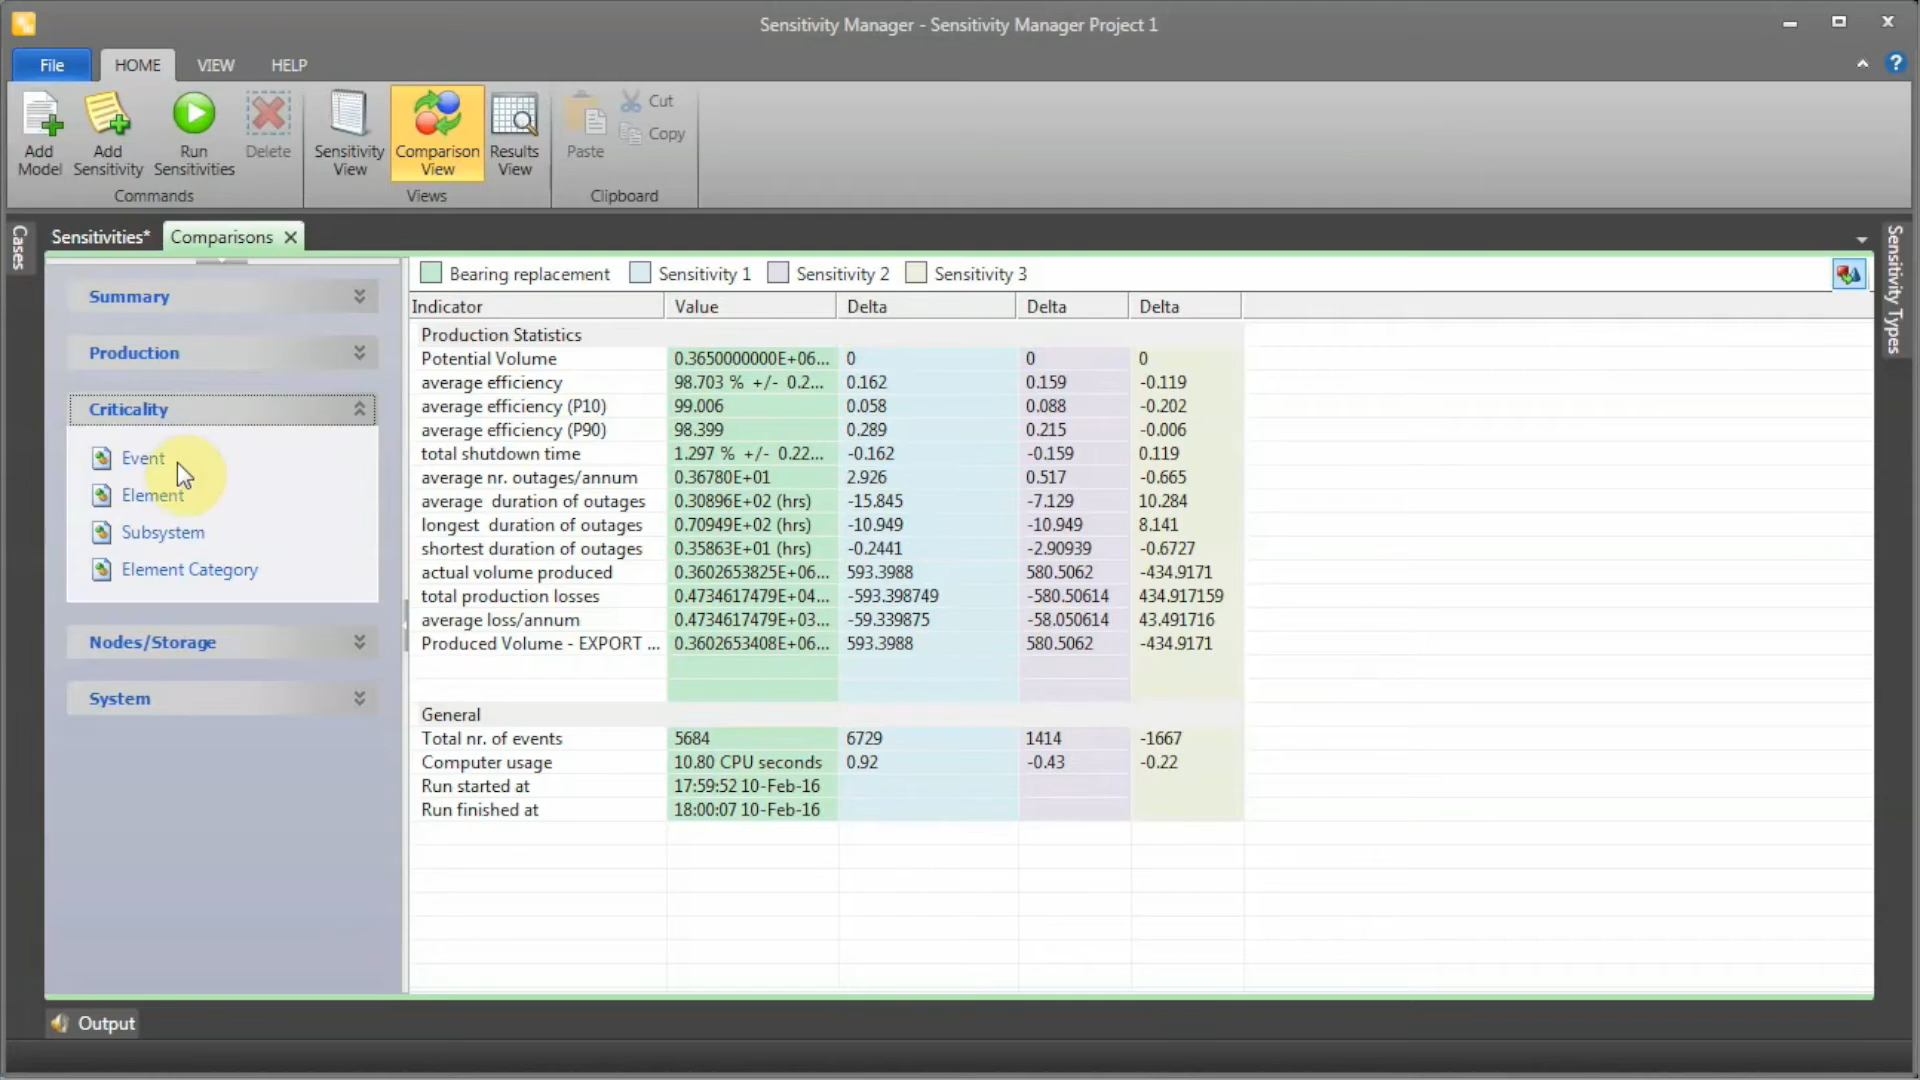 Sensitivity Manager - Sensitivity Manager Project 1
File HOME VIEW HELP
Add Model Add Sensitivity Run Sensitivities Delete Sensitivity View Comparison View Results View Paste Cut
Copy
Commands Views Clipboard
Cases
Sensitivities* Comparisons
Sensitivity Types
Summary
Production
Criticality
Event
Element
Subsystem
Element Category
Nodes/Storage
System
Bearing replacement Sensitivity 1 Sensitivity 2 Sensitivity 3
Indicator Value Delta Delta Delta
Production Statistics
Potential Volume 0.3650000000E+06... 0 0 0
average efficiency 98.703 % +/- 0.2... 0.162 0.159 -0.119
average efficiency (P10) 99.006 0.058 0.088 -0.202
average efficiency (P90) 98.399 0.289 0.215 -0.006
total shutdown time 1.297 % +/- 0.22... -0.162 -0.159 0.119
average nr. outages/annum 0.36780E+01 2.926 0.517 -0.665
average duration of outages 0.30896E+02 (hrs) -15.845 -7.129 10.284
longest duration of outages 0.70949E+02 (hrs) -10.949 -10.949 8.141
shortest duration of outages 0.35863E+01 (hrs) -0.2441 -2.90939 -0.6727
actual volume produced 0.3602653825E+06... 593.3988 580.5062 -434.9171
total production losses 0.4734617479E+04... -593.398749 -580.50614 434.917159
average loss/annum 0.4734617479E+03... -59.339875 -58.050614 43.491716
Produced Volume - EXPORT ... 0.3602653408E+06... 593.3988 580.5062 -434.9171
General
Total nr. of events 5684 6729 1414 -1667
Computer usage 10.80 CPU seconds 0.92 -0.43 -0.22
Run started at 17:59:52 10-Feb-16
Run finished at 18:00:07 10-Feb-16
Output